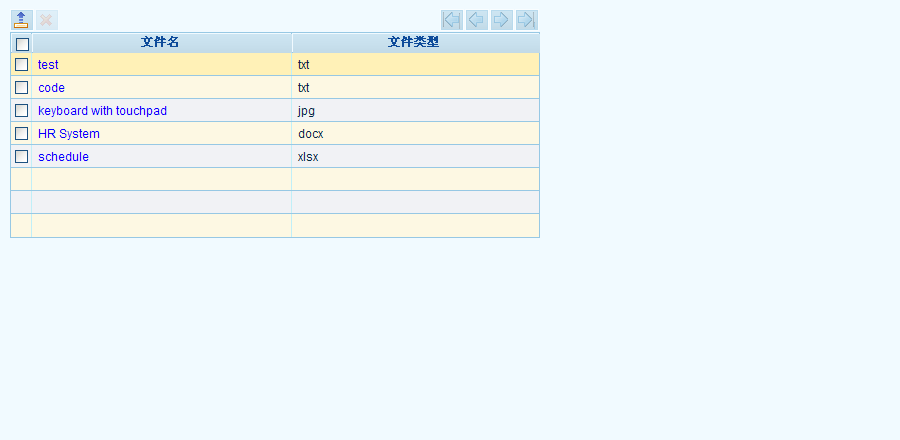 文件名 文件类型
test txt
code txt
keyboard with touchpad jpg
HR System docx
schedule xlsx